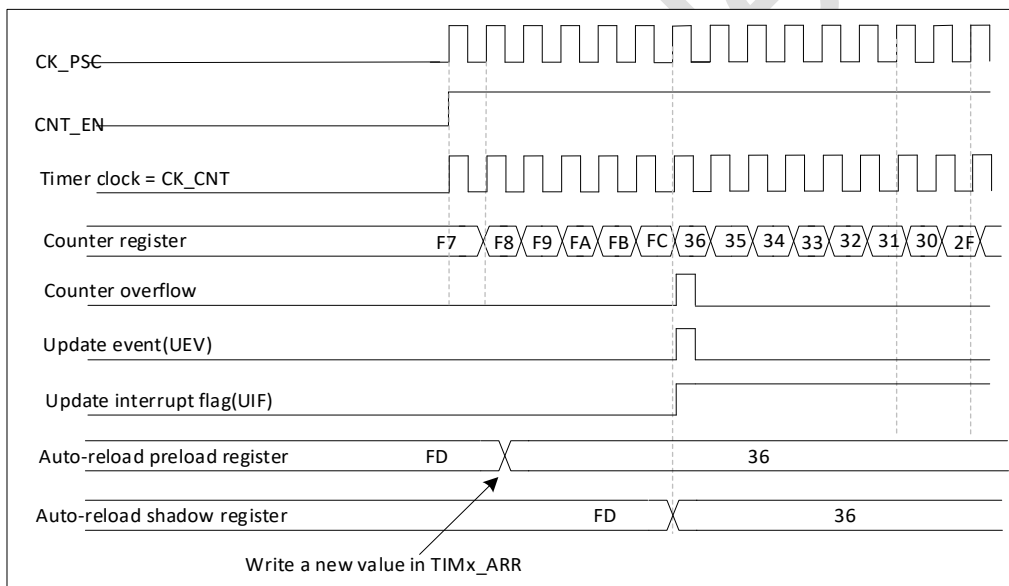 CK_PSC
CNT_EN
Timer clock = CK_CNT
Counter register F7 F8 F9 FA FB FC 36 35 34 33 32 31 30 2F
Counter overflow
Update event(UEV)
Update interrupt flag(UIF)
Auto-reload preload register FD 36
Auto-reload shadow register FD 36
Write a new value in TIMx_ARR